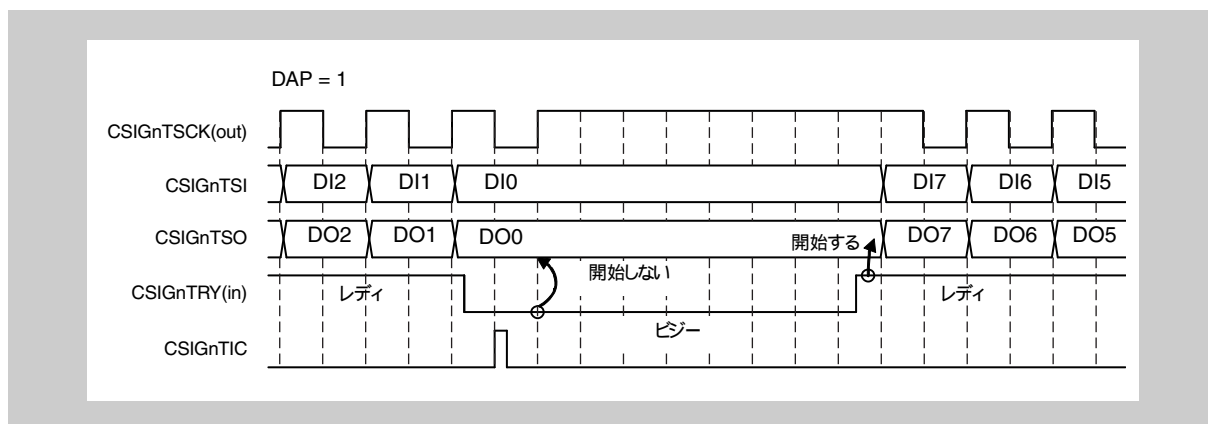 DAP = 1
CSIGnTSCK(out)
CSIGnTSI DI2 DI1 DI0 DI7 DI6 DI5
CSIGnTSO DO2 DO1 DO0 開始する DO7 DO6 DO5
開始しない
CSIGnTRY(in) レディ レディ
ビジー
CSIGnTIC